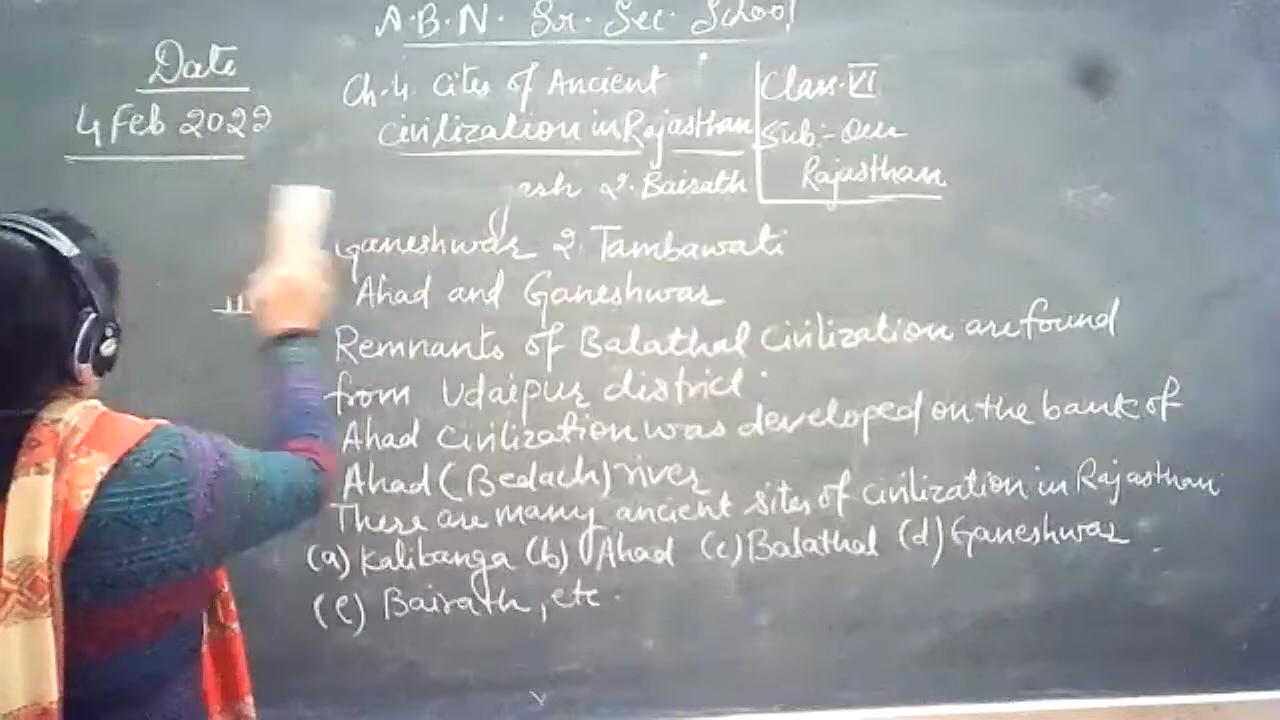 A.B.N. Sr. Sec. School
Date
4 Feb 2022
Ch.4. Cites of Ancient
Civilization in Rajasthan
Class-VI
Sub:- Our
Rajasthan
2. Bairath
Ganeshwar 2. Tambawati
Ahad and Ganeshwar
Remnants of Balathal Civilization are found
from Udaipur district.
Ahad Civilization was developed on the bank of
Ahad (Bedach) river
There are many ancient sites of civilization in Rajasthan
(a) Kalibanga (b) Ahad (c) Balathal (d) Ganeshwar
(e) Bairath, etc.